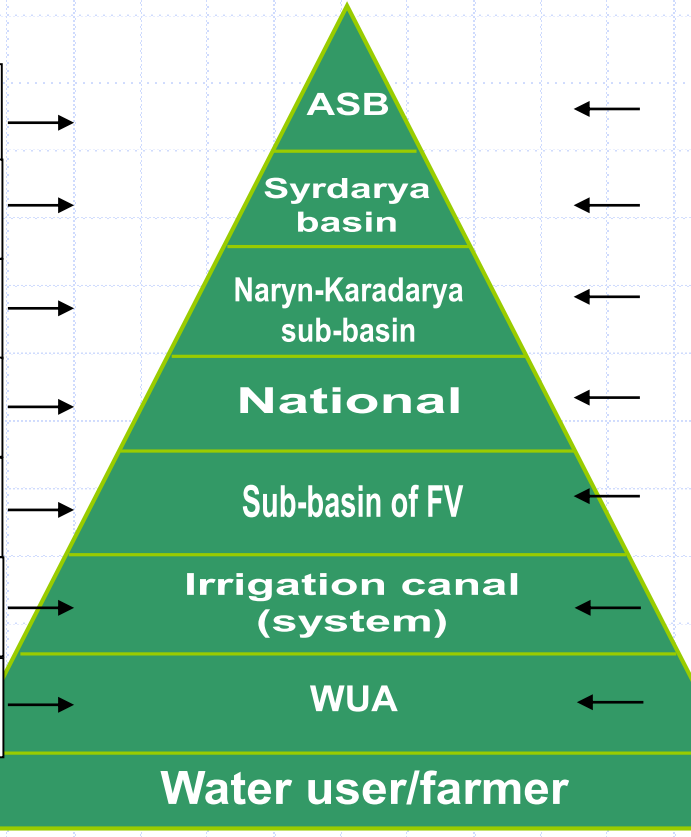 ASB
Syrdarya
basin
Naryn-Karadarya
sub-basin
National
Sub-basin of FV
Irrigation canal
(system)
WUA
Water user/farmer